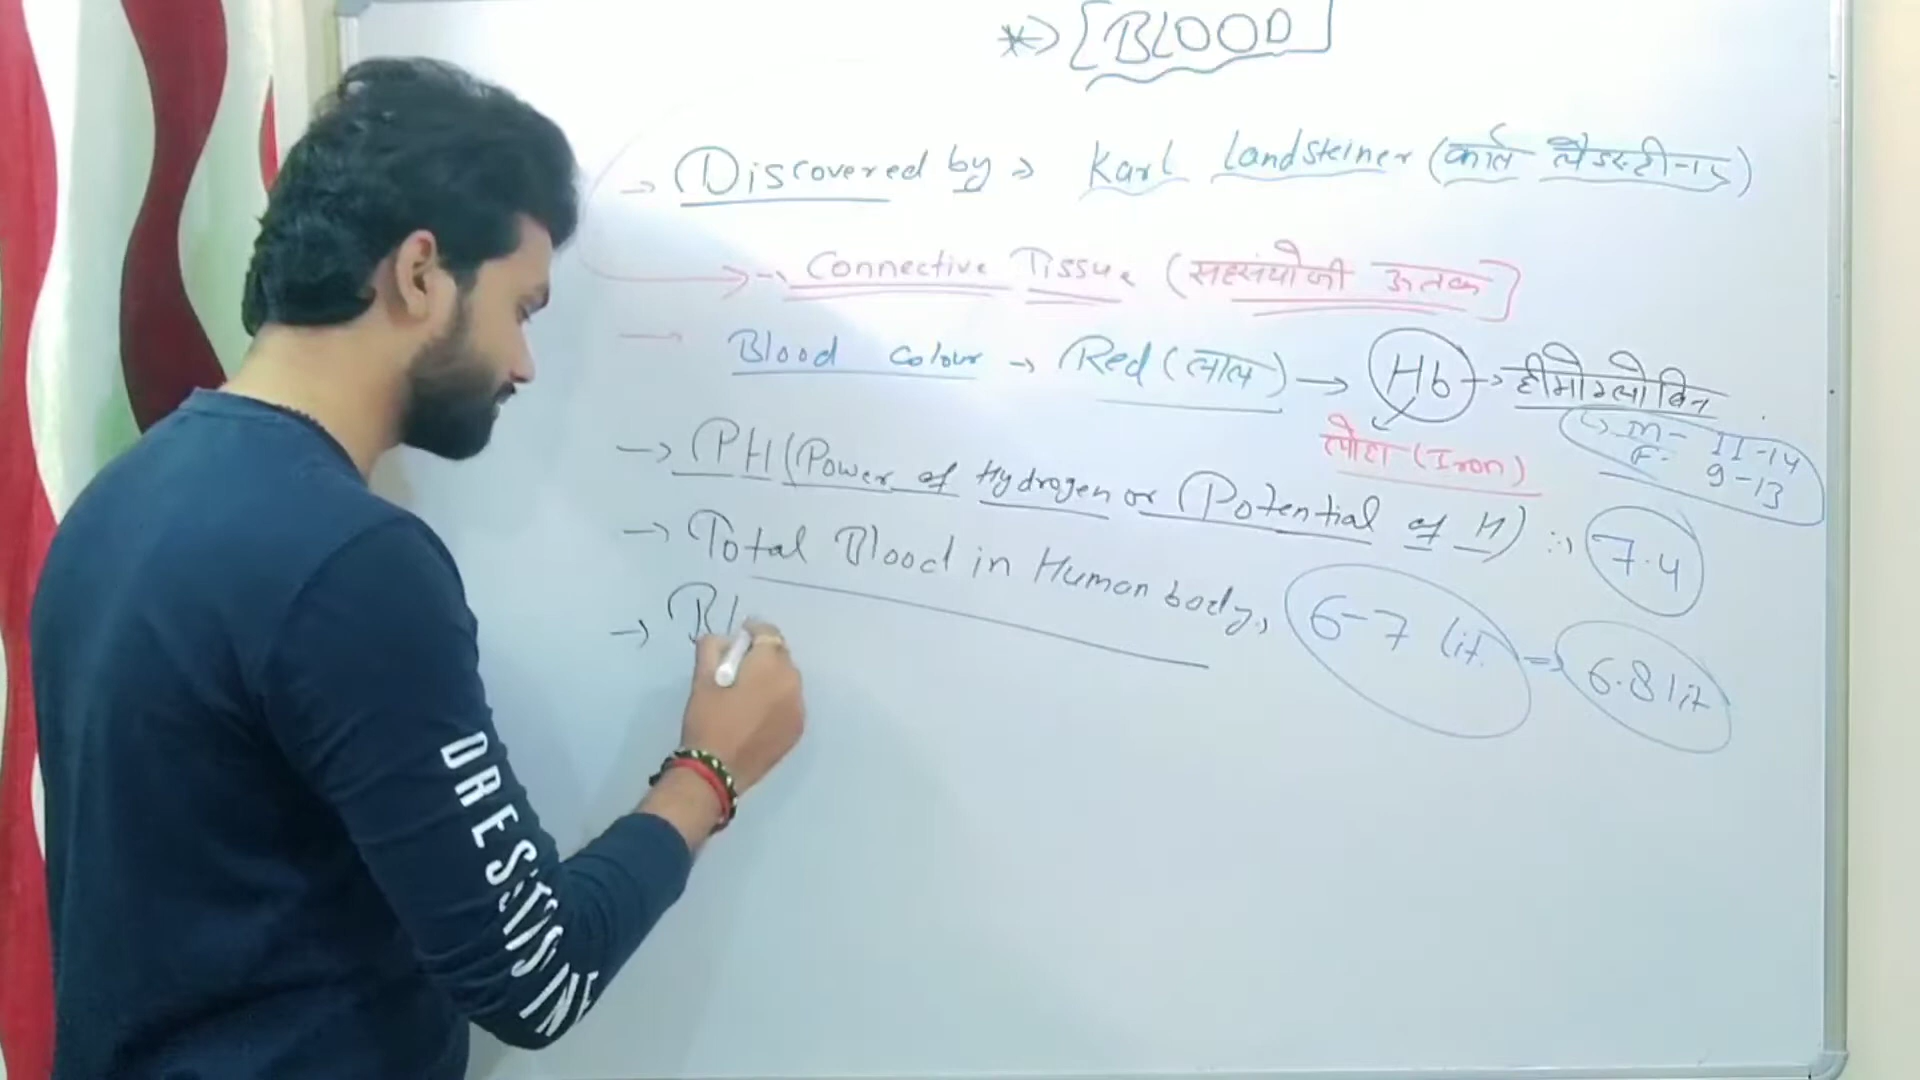 *→ [BLOOD]
→ Discovered by → Karl Landsteiner (कार्ल लैंडस्टीनर)
→ Connective Tissue (सहसंयोजी ऊतक)
Blood Colour → Red (लाल) → Hb → हीमोग्लोबिन
लोहा (Iron)
M- 11-14
F- 9-13
→ PH (Power of Hydrogen or Potential of H) :→ 7.4
→ Total Blood in Human body, 6-7 lit. ⇒ 6.8 lit
→ Bl
DRESITISINE